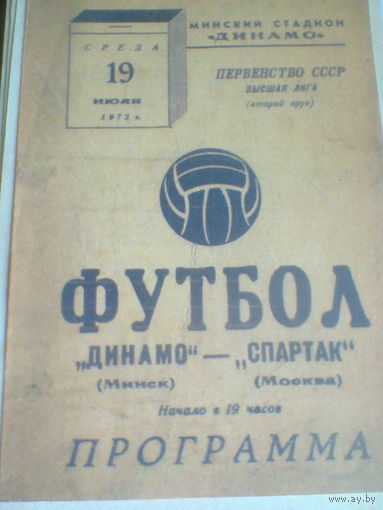 СРЕДА
19
ИЮЛЯ
1972 г.
МИНСКИЙ СТАДИОН
«ДИНАМО»
ПЕРВЕНСТВО СССР
ВЫСШАЯ ЛИГА
(второй круг)
ФУТБОЛ
„ДИНАМО“ — „СПАРТАК“
(Минск) (Москва)
Начало в 19 часов
ПРОГРАММА
www.ay.by